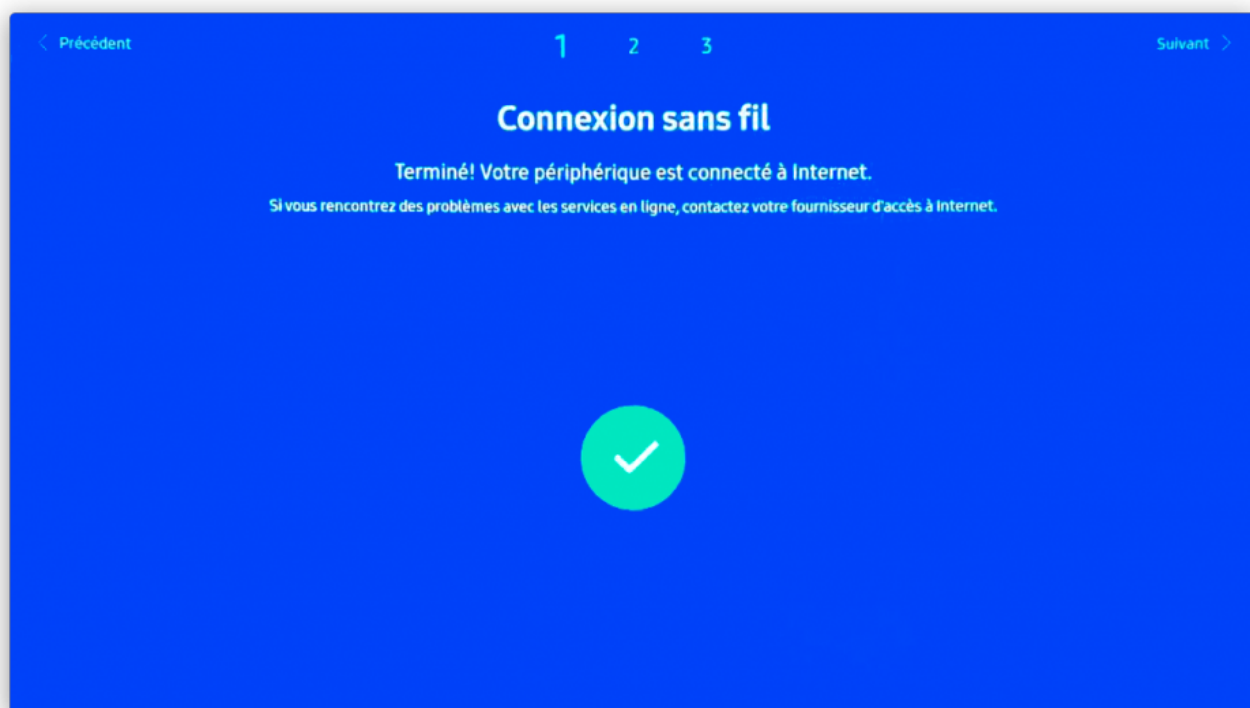 Précédent
1 2 3
Suivant
Connexion sans fil
Terminé! Votre périphérique est connecté à Internet.
Si vous rencontrez des problèmes avec les services en ligne, contactez votre fournisseur d'accès à Internet.